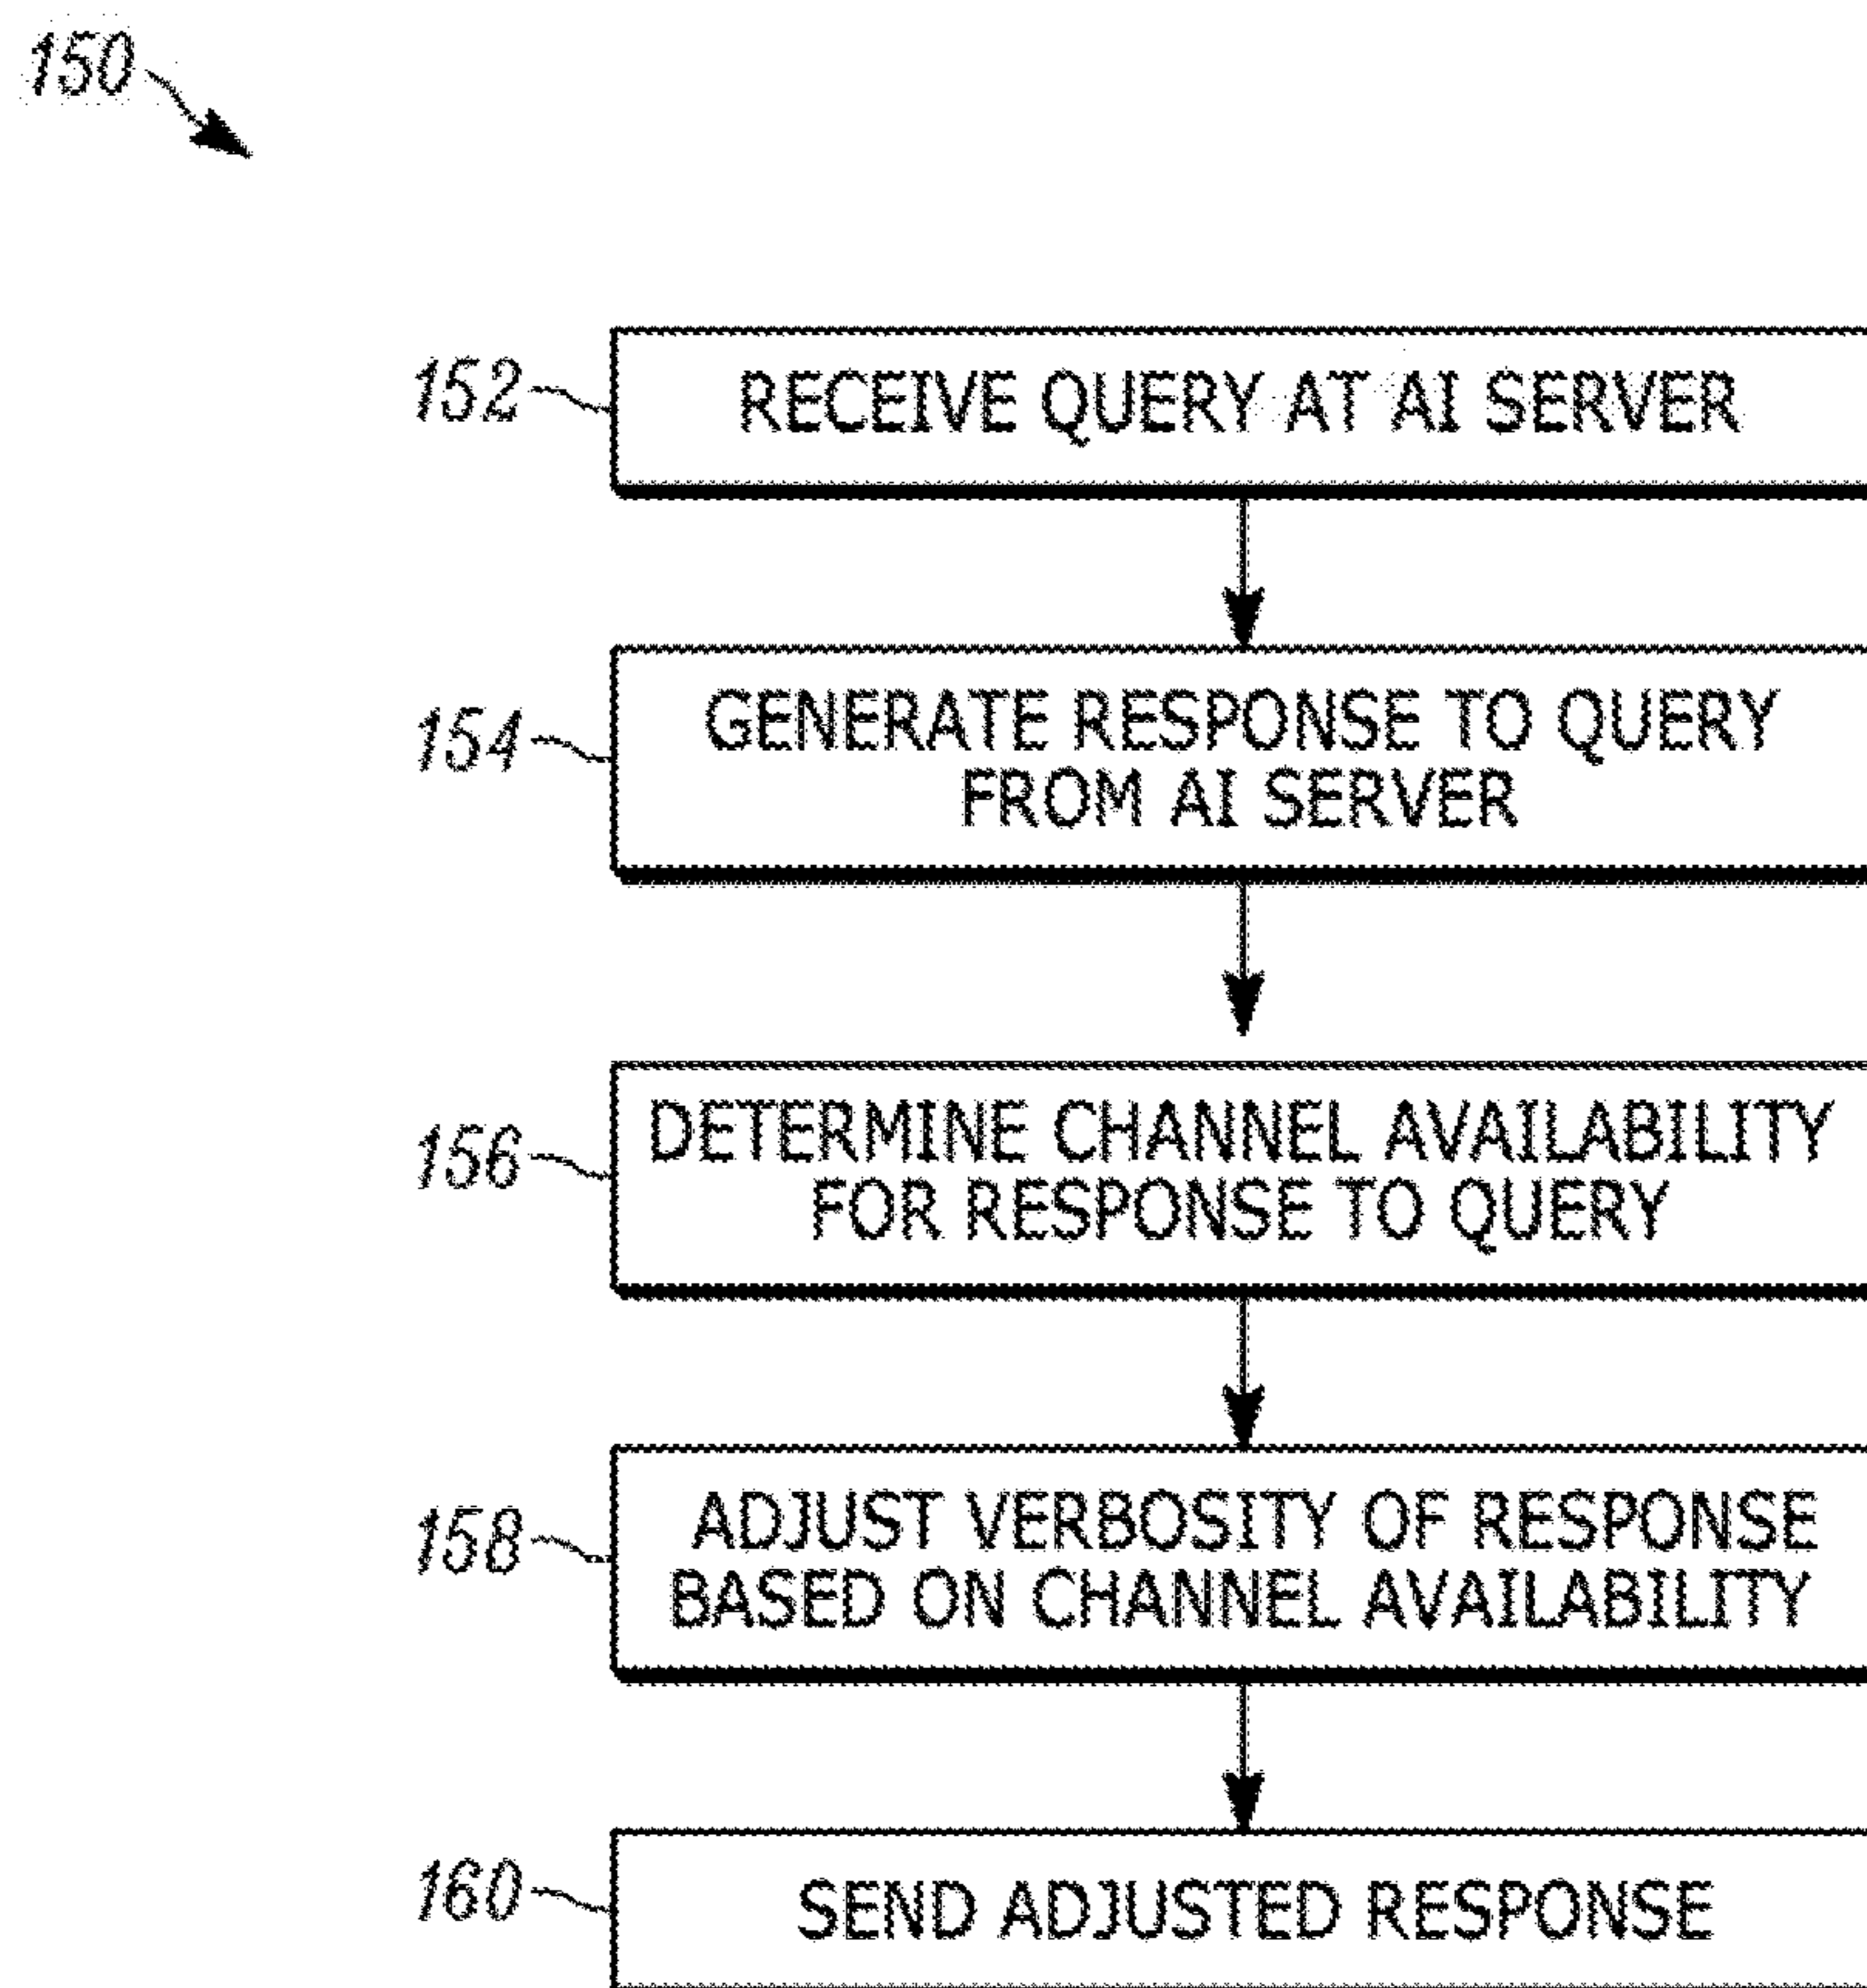 150
152
RECEIVE QUERY AT AI SERVER
154
GENERATE RESPONSE TO QUERY
FROM AI SERVER
156
DETERMINE CHANNEL AVAILABILITY
FOR RESPONSE TO QUERY
158
ADJUST VERBOSITY OF RESPONSE
BASED ON CHANNEL AVAILABILITY
160
SEND ADJUSTED RESPONSE